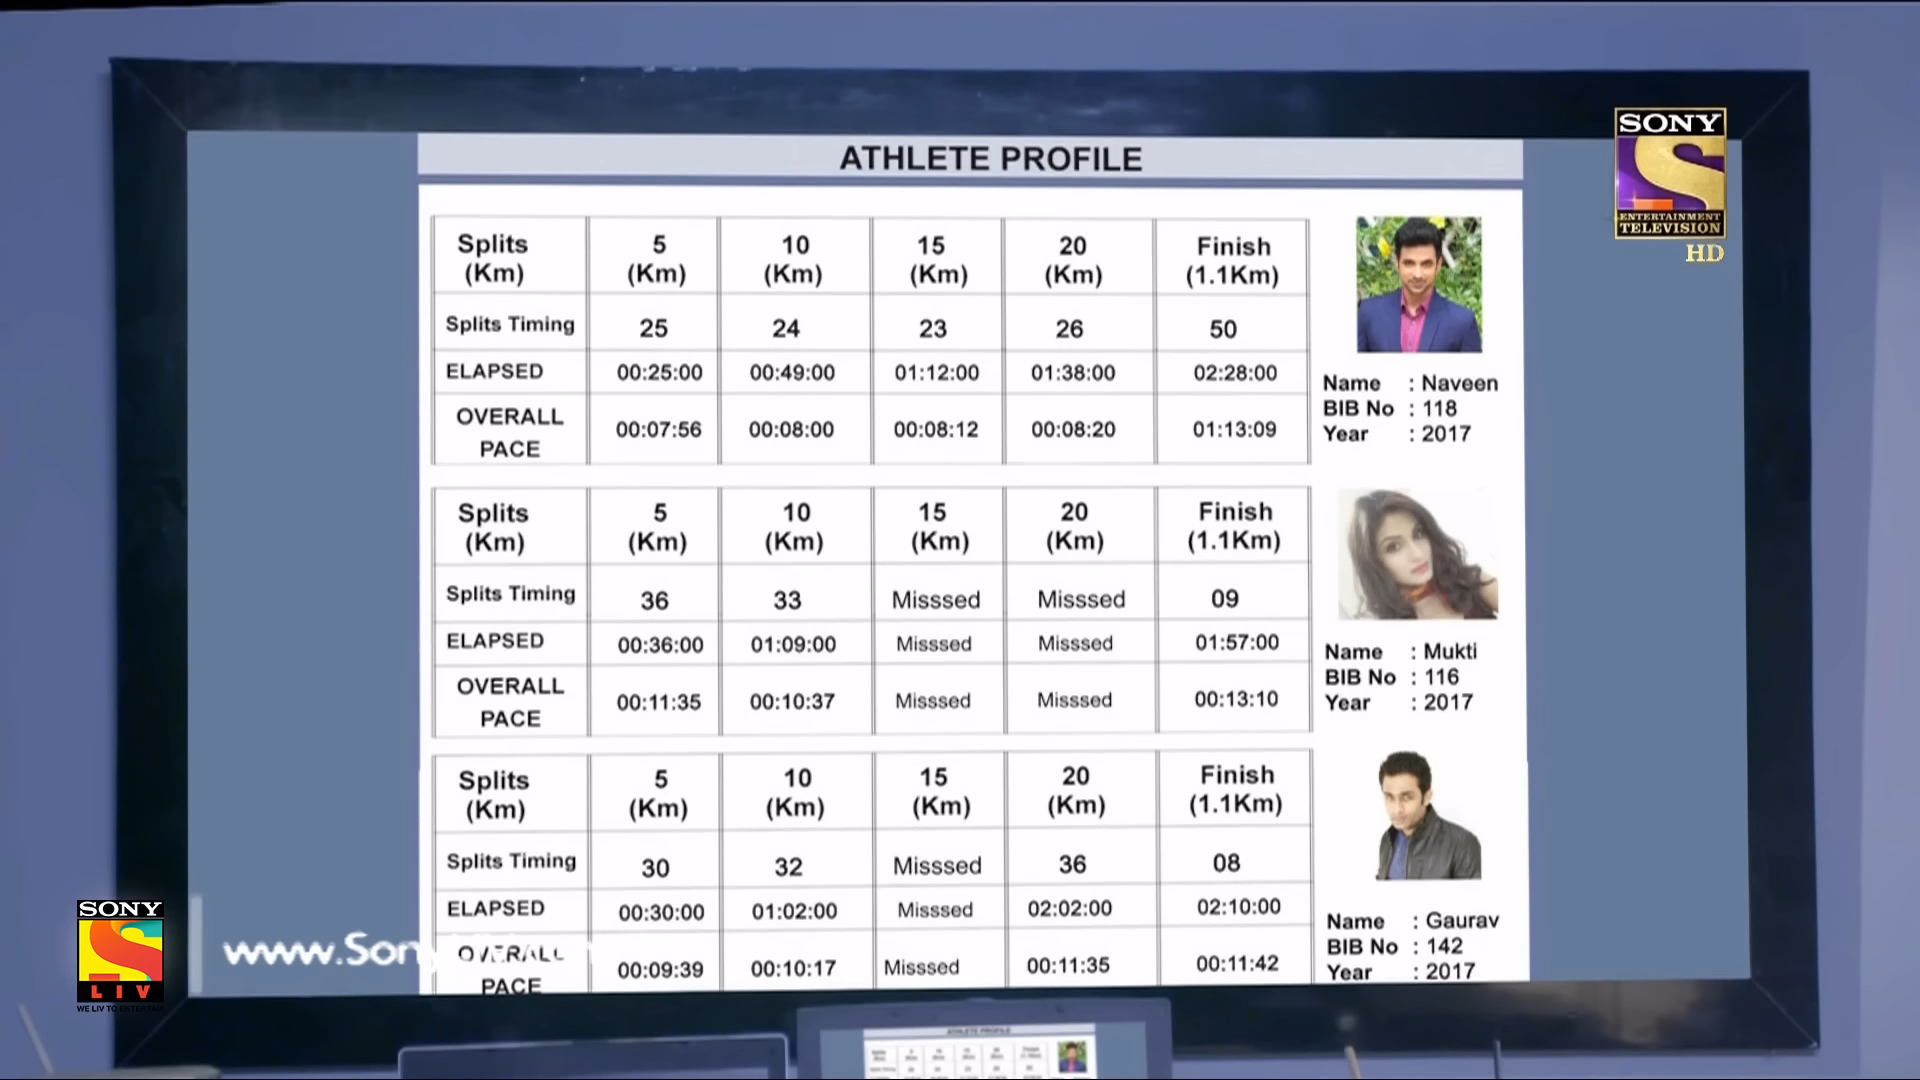 ATHLETE PROFILE
SONY
ENTERTAINMENT
TELEVISION
HD
Splits (Km) 5 (Km) 10 (Km) 15 (Km) 20 (Km) Finish (1.1Km)
Splits Timing 25 24 23 26 50
ELAPSED 00:25:00 00:49:00 01:12:00 01:38:00 02:28:00
OVERALL PACE 00:07:56 00:08:00 00:08:12 00:08:20 01:13:09
Name : Naveen
BIB No : 118
Year : 2017
Splits (Km) 5 (Km) 10 (Km) 15 (Km) 20 (Km) Finish (1.1Km)
Splits Timing 36 33 Misssed Misssed 09
ELAPSED 00:36:00 01:09:00 Misssed Misssed 01:57:00
OVERALL PACE 00:11:35 00:10:37 Misssed Misssed 00:13:10
Name : Mukti
BIB No : 116
Year : 2017
Splits (Km) 5 (Km) 10 (Km) 15 (Km) 20 (Km) Finish (1.1Km)
Splits Timing 30 32 Misssed 36 08
ELAPSED 00:30:00 01:02:00 Misssed 02:02:00 02:10:00
OVERALL PACE 00:09:39 00:10:17 Misssed 00:11:35 00:11:42
Name : Gaurav
BIB No : 142
Year : 2017
SONY
LIV
WE LIV TO
www.Sony
ATHLETE PROFILE